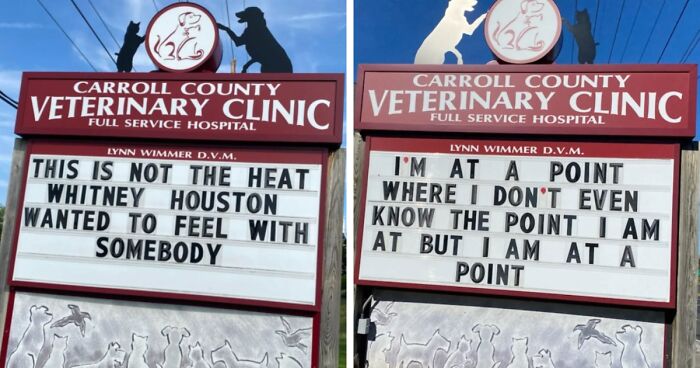 CARROLL COUNTY
VETERINARY CLINIC
FULL SERVICE HOSPITAL
LYNN WIMMER D.V.M.
THIS IS NOT THE HEAT
WHITNEY HOUSTON
WANTED TO FEEL WITH
SOMEBODY
CARROLL COUNTY
VETERINARY CLINIC
FULL SERVICE HOSPITAL
LYNN WIMMER D.V.M.
I'M AT A POINT
WHERE I DON'T EVEN
KNOW THE POINT I AM
AT BUT I AM AT A
POINT